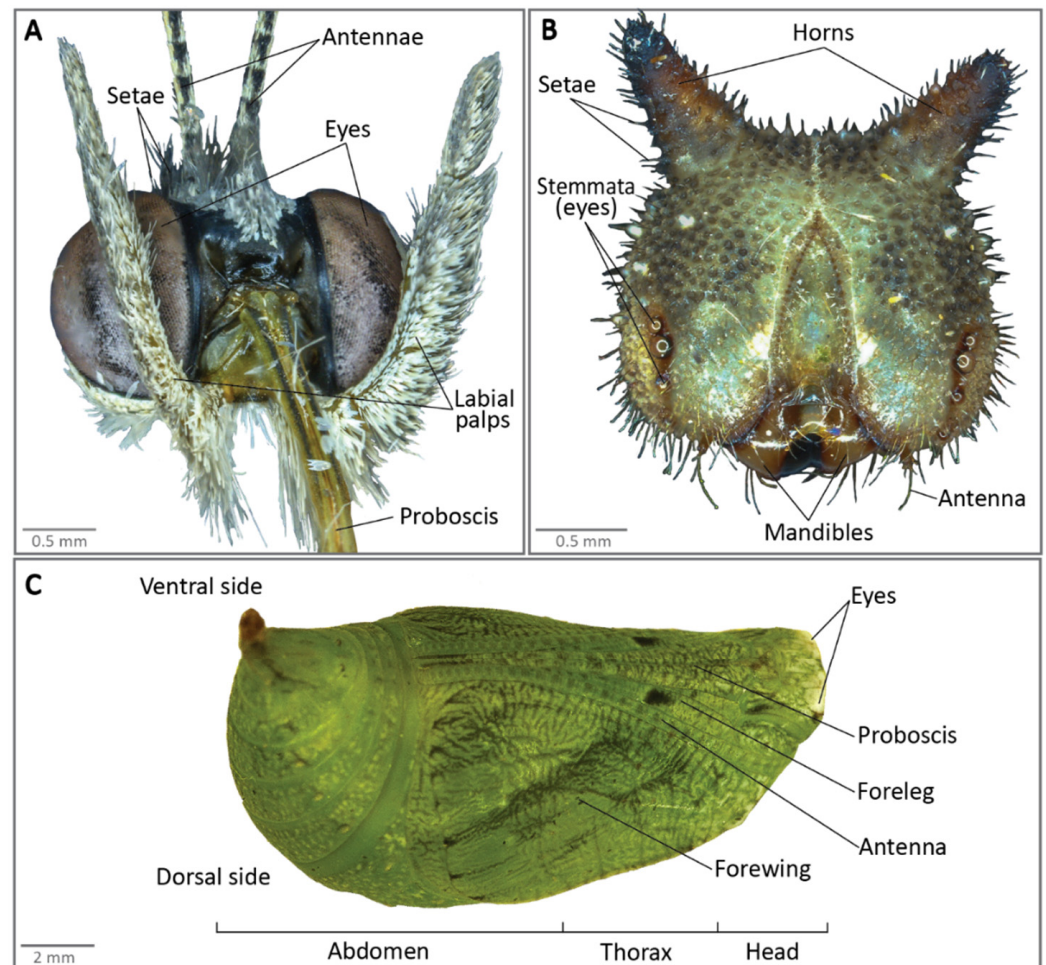 A
Antennae
Setae
Eyes
Labial
palps
Proboscis
0.5 mm
B
Horns
Setae
Stemmata
(eyes)
Antenna
Mandibles
0.5 mm
C
Ventral side
Eyes
Proboscis
Foreleg
Antenna
Forewing
Dorsal side
Abdomen
Thorax
Head
2 mm